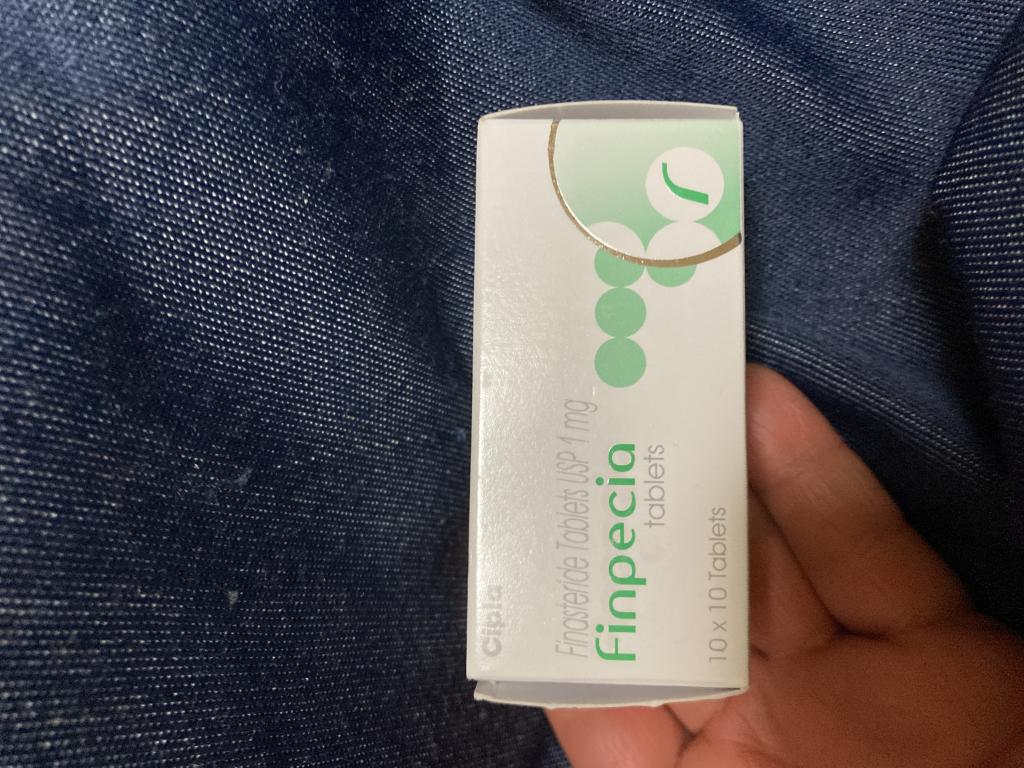 Cipla
Finasteride Tablets USP 1 mg
Finpecia
tablets
10 x 10 Tablets